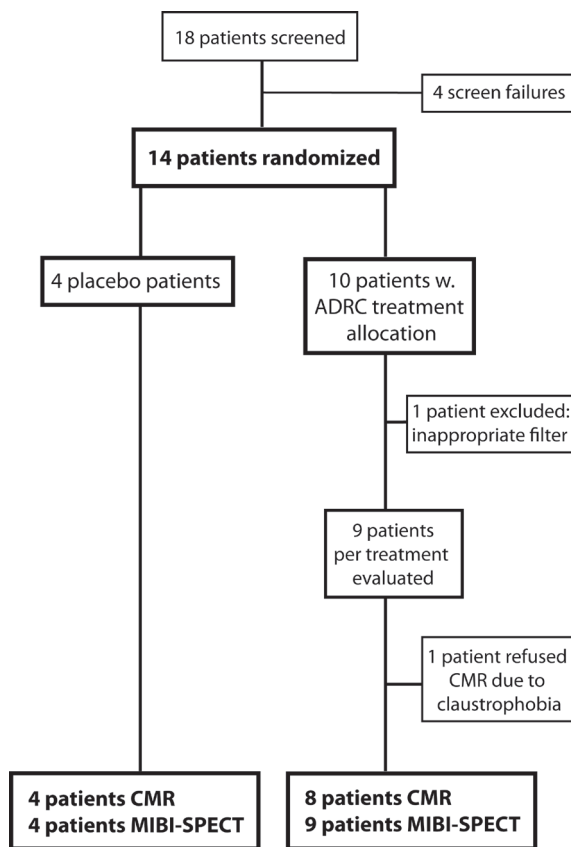 18 patients screened
4 screen failures
14 patients randomized
4 placebo patients
10 patients w.
ADRC treatment
allocation
1 patient excluded:
inappropriate filter
9 patients
per treatment
evaluated
1 patient refused
CMR due to
claustrophobia
4 patients CMR
4 patients MIBI-SPECT
8 patients CMR
9 patients MIBI-SPECT